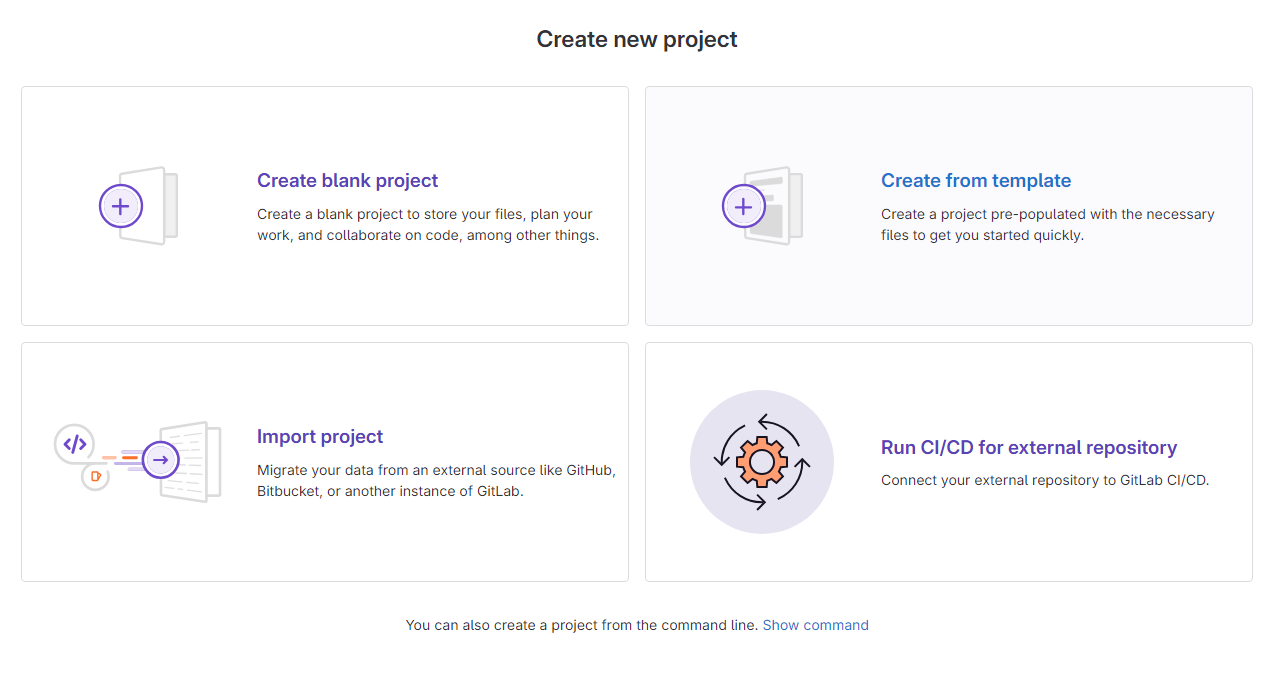 Create new project
Create blank project
Create a blank project to store your files, plan your
work, and collaborate on code, among other things.
Create from template
Create a project pre-populated with the necessary
files to get you started quickly.
Import project
Migrate your data from an external source like GitHub,
Bitbucket, or another instance of GitLab.
Run CI/CD for external repository
Connect your external repository to GitLab CI/CD.
You can also create a project from the command line. Show command